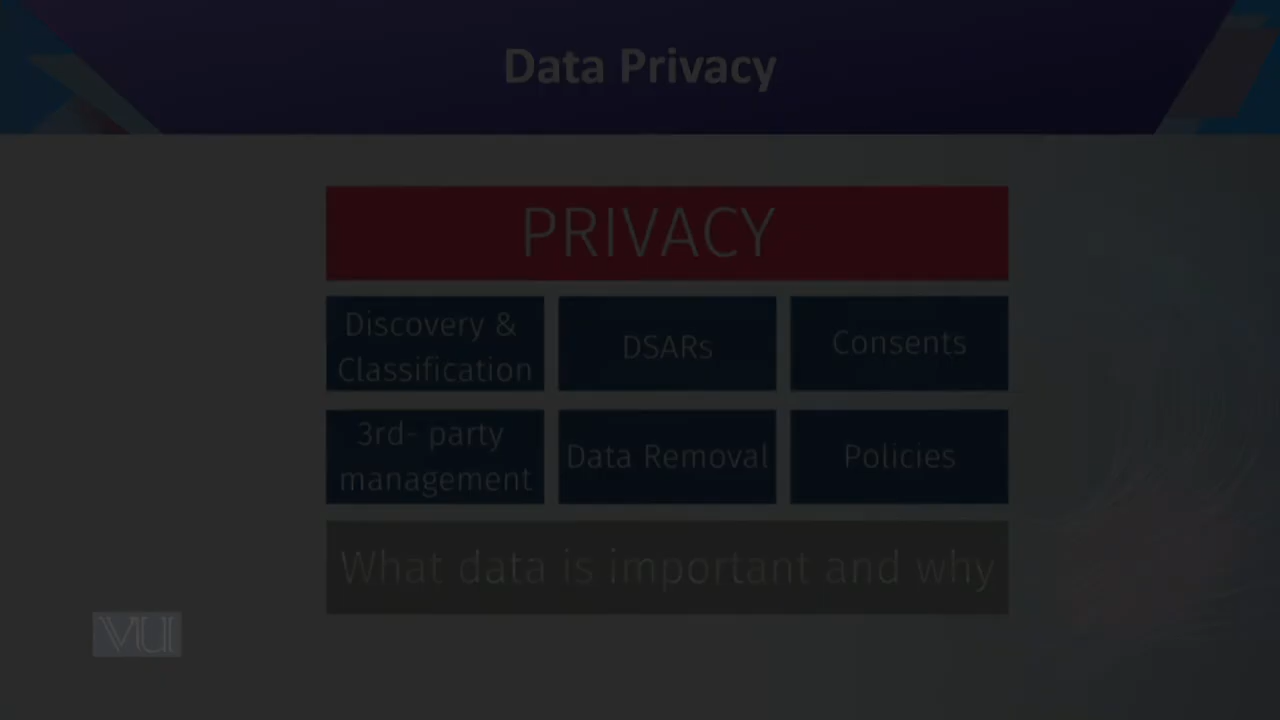 Data Privacy
PRIVACY
Discovery &
Classification
DSARs
Consents
3rd- party
management
Data Removal
Policies
What data is important and why
VU